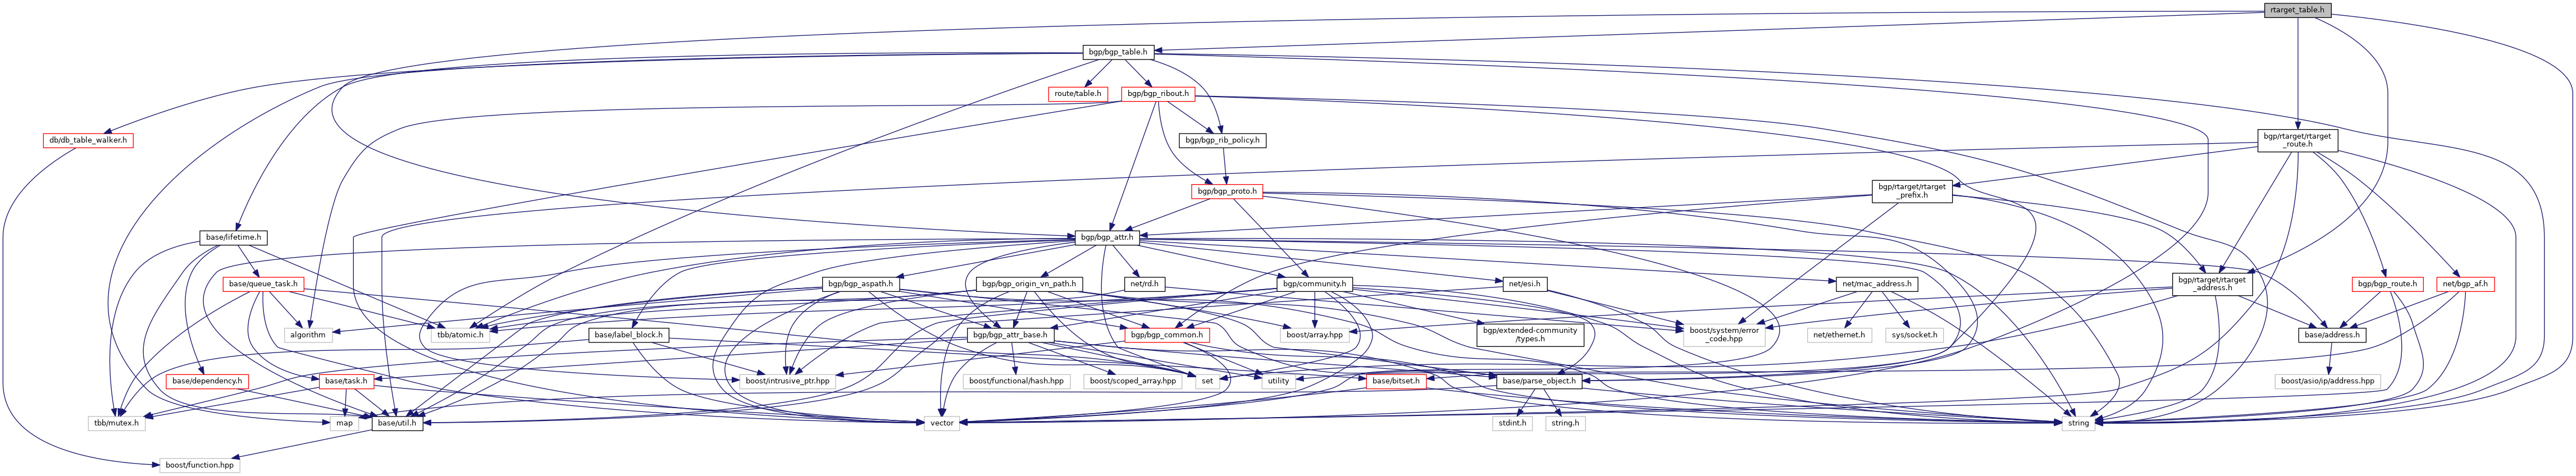 rtarget_table.h
bgp/bgp_table.h
route/table.h
bgp/bgp_ribout.h
db/db_table_walker.h
bgp/bgp_rib_policy.h
bgp/rtarget/rtarget
_route.h
bgp/bgp_proto.h
bgp/rtarget/rtarget
_prefix.h
base/lifetime.h
bgp/bgp_attr.h
base/queue_task.h
bgp/bgp_aspath.h
bgp/bgp_origin_vn_path.h
net/rd.h
bgp/community.h
net/esi.h
net/mac_address.h
bgp/rtarget/rtarget
_address.h
bgp/bgp_route.h
net/bgp_af.h
algorithm
tbb/atomic.h
base/label_block.h
bgp/bgp_attr_base.h
bgp/bgp_common.h
boost/array.hpp
bgp/extended-community
/types.h
boost/system/error
_code.hpp
net/ethernet.h
sys/socket.h
base/address.h
base/dependency.h
base/task.h
boost/intrusive_ptr.hpp
boost/functional/hash.hpp
boost/scoped_array.hpp
set
utility
base/bitset.h
base/parse_object.h
boost/asio/ip/address.hpp
tbb/mutex.h
map
base/util.h
vector
stdint.h
string.h
string
boost/function.hpp